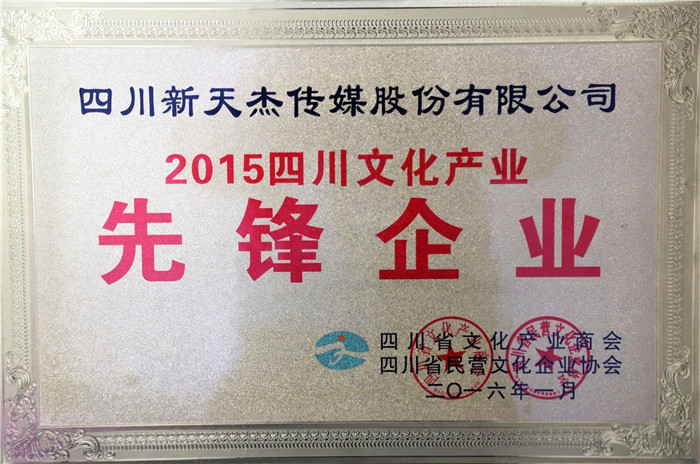 四川新天杰传媒股份有限公司
2015四川文化产业
先锋企业
四川省文化产业商会
四川省民营文化企业协会
二〇一六年一月